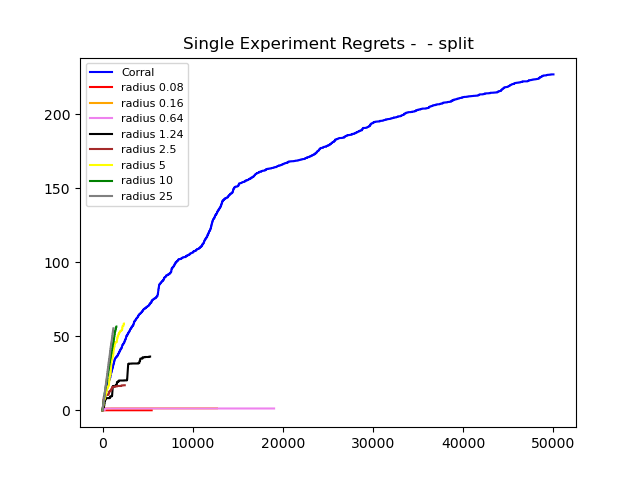 Single Experiment Regrets -  - split
Corral
radius 0.08
radius 0.16
radius 0.64
radius 1.24
radius 2.5
radius 5
radius 10
radius 25
200
150
100
50
0
0 10000 20000 30000 40000 50000